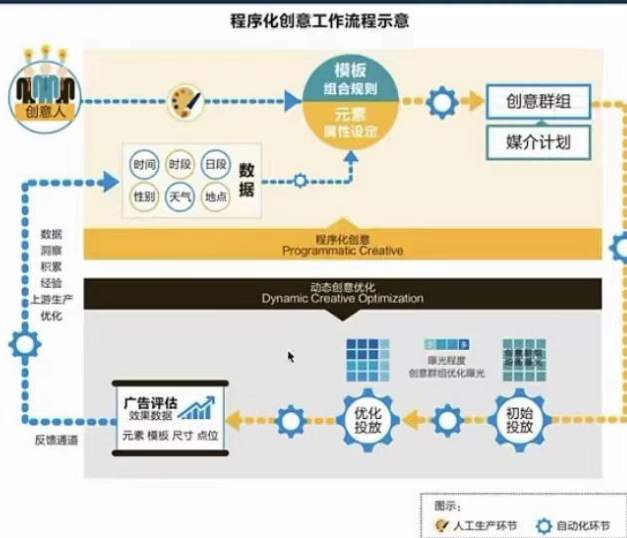 程序化创意工作流程示意
创意人
模板
组合规则
元素
属性设定
创意群组
媒介计划
时间
时段
日段
性别
天气
地点
数据
程序化创意
Programmatic Creative
数据
洞察
积累
经验
上游生产
优化
动态创意优化
Dynamic Creative Optimization
曝光程度
创意群组优化曝光
广告评估
效果数据
元素 模板 尺寸 点位
优化
投放
初始
投放
反馈通道
图示：
人工生产环节
自动化环节